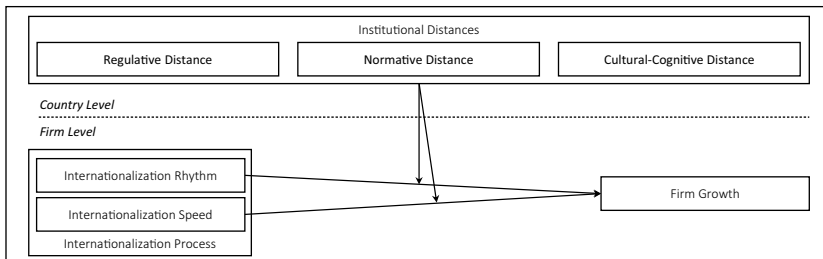 Institutional Distances
Regulative Distance
Normative Distance
Cultural-Cognitive Distance
Country Level
Firm Level
Internationalization Rhythm
Firm Growth
Internationalization Speed
Internationalization Process